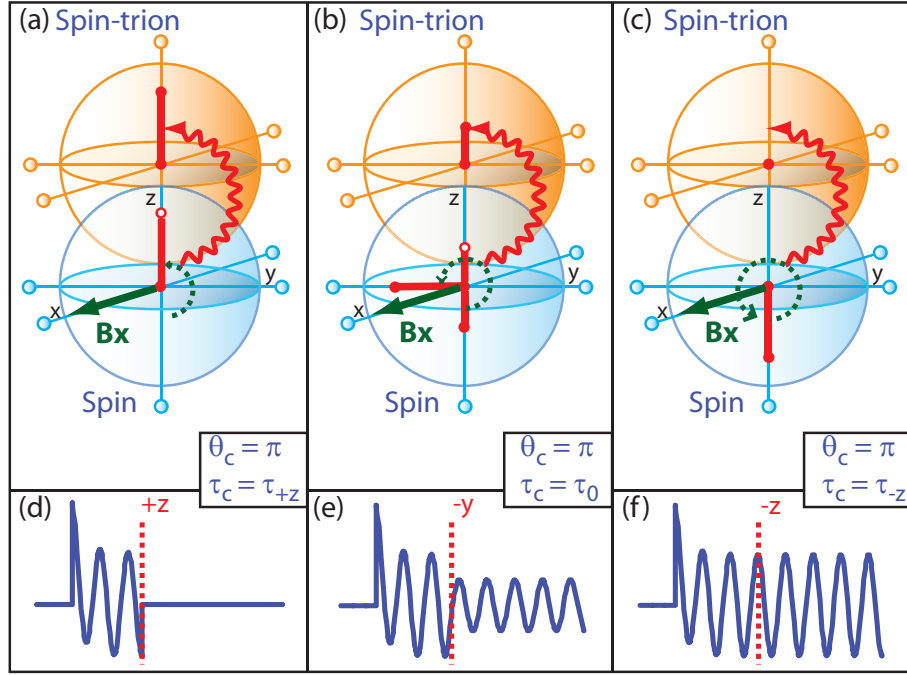 (a) Spin-trion
z
y
x
Bx
Spin
θc = π
τc = τ+z
(b) Spin-trion
z
y
x
Bx
Spin
θc = π
τc = τ0
(c) Spin-trion
z
y
x
Bx
Spin
θc = π
τc = τ-z
(d) +z
(e) -y
(f) -z